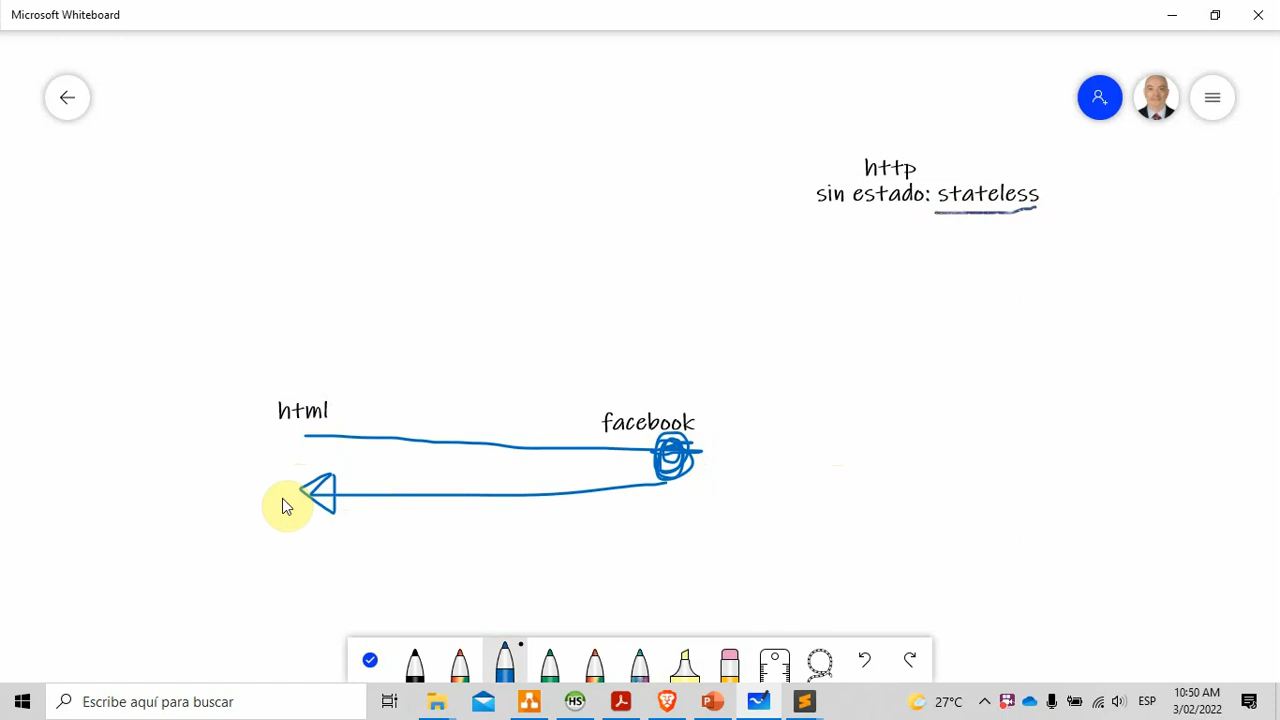 Microsoft Whiteboard
http
sin estado: stateless
html
facebook
HS
Escribe aquí para buscar
27°C
ESP
10:50 AM
3/02/2022